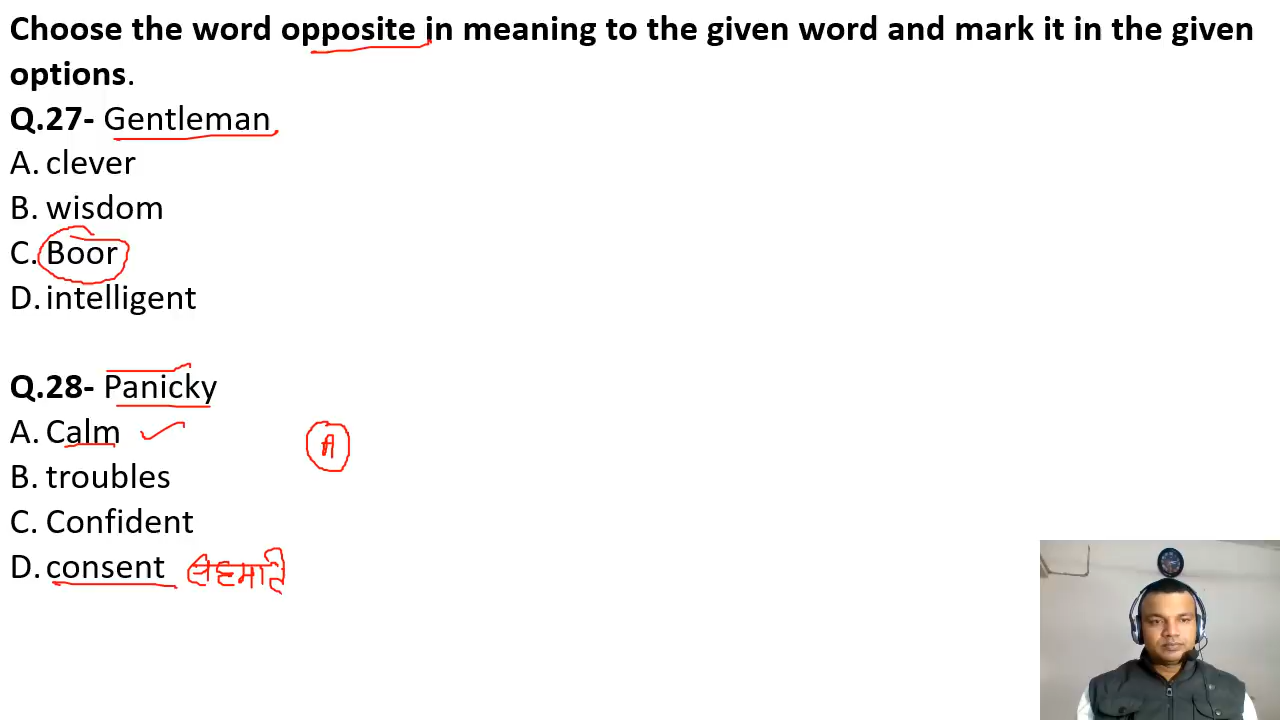 Choose the word opposite in meaning to the given word and mark it in the given
options.
Q.27- Gentleman
A. clever
B. wisdom
C. Boor
D. intelligent
Q.28- Panicky
A. Calm
A
B. troubles
C. Confident
D. consent सहमति